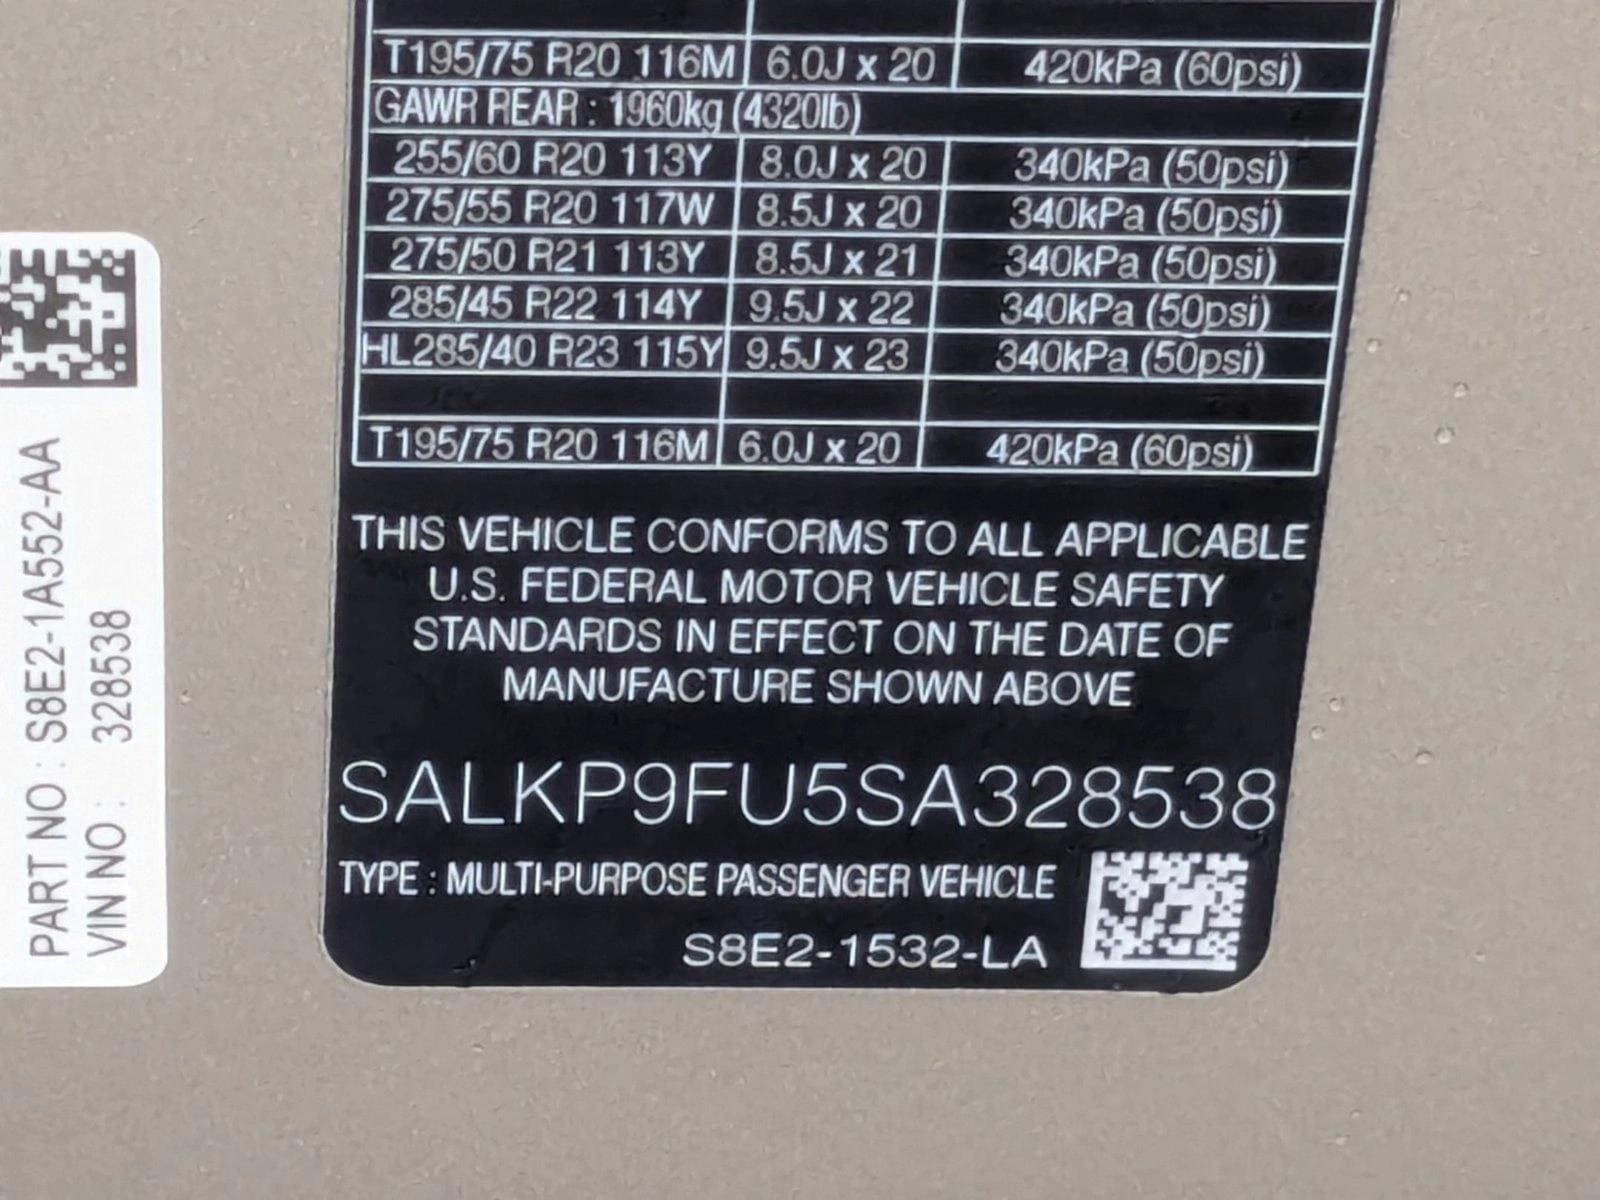 T195/75 R20 116M 6.0J x 20 420kPa (60psi)
GAWR REAR : 1960kg (4320lb)
255/60 R20 113Y 8.0J x 20 340kPa (50psi)
275/55 R20 117W 8.5J x 20 340kPa (50psi)
275/50 R21 113Y 8.5J x 21 340kPa (50psi)
285/45 R22 114Y 9.5J x 22 340kPa (50psi)
HL285/40 R23 115Y 9.5J x 23 340kPa (50psi)
T195/75 R20 116M 6.0J x 20 420kPa (60psi)
THIS VEHICLE CONFORMS TO ALL APPLICABLE
U.S. FEDERAL MOTOR VEHICLE SAFETY
STANDARDS IN EFFECT ON THE DATE OF
MANUFACTURE SHOWN ABOVE
SALKP9FU5SA328538
TYPE : MULTI-PURPOSE PASSENGER VEHICLE
S8E2-1532-LA
PART NO : S8E2-1A552-AA
VIN NO : 328538